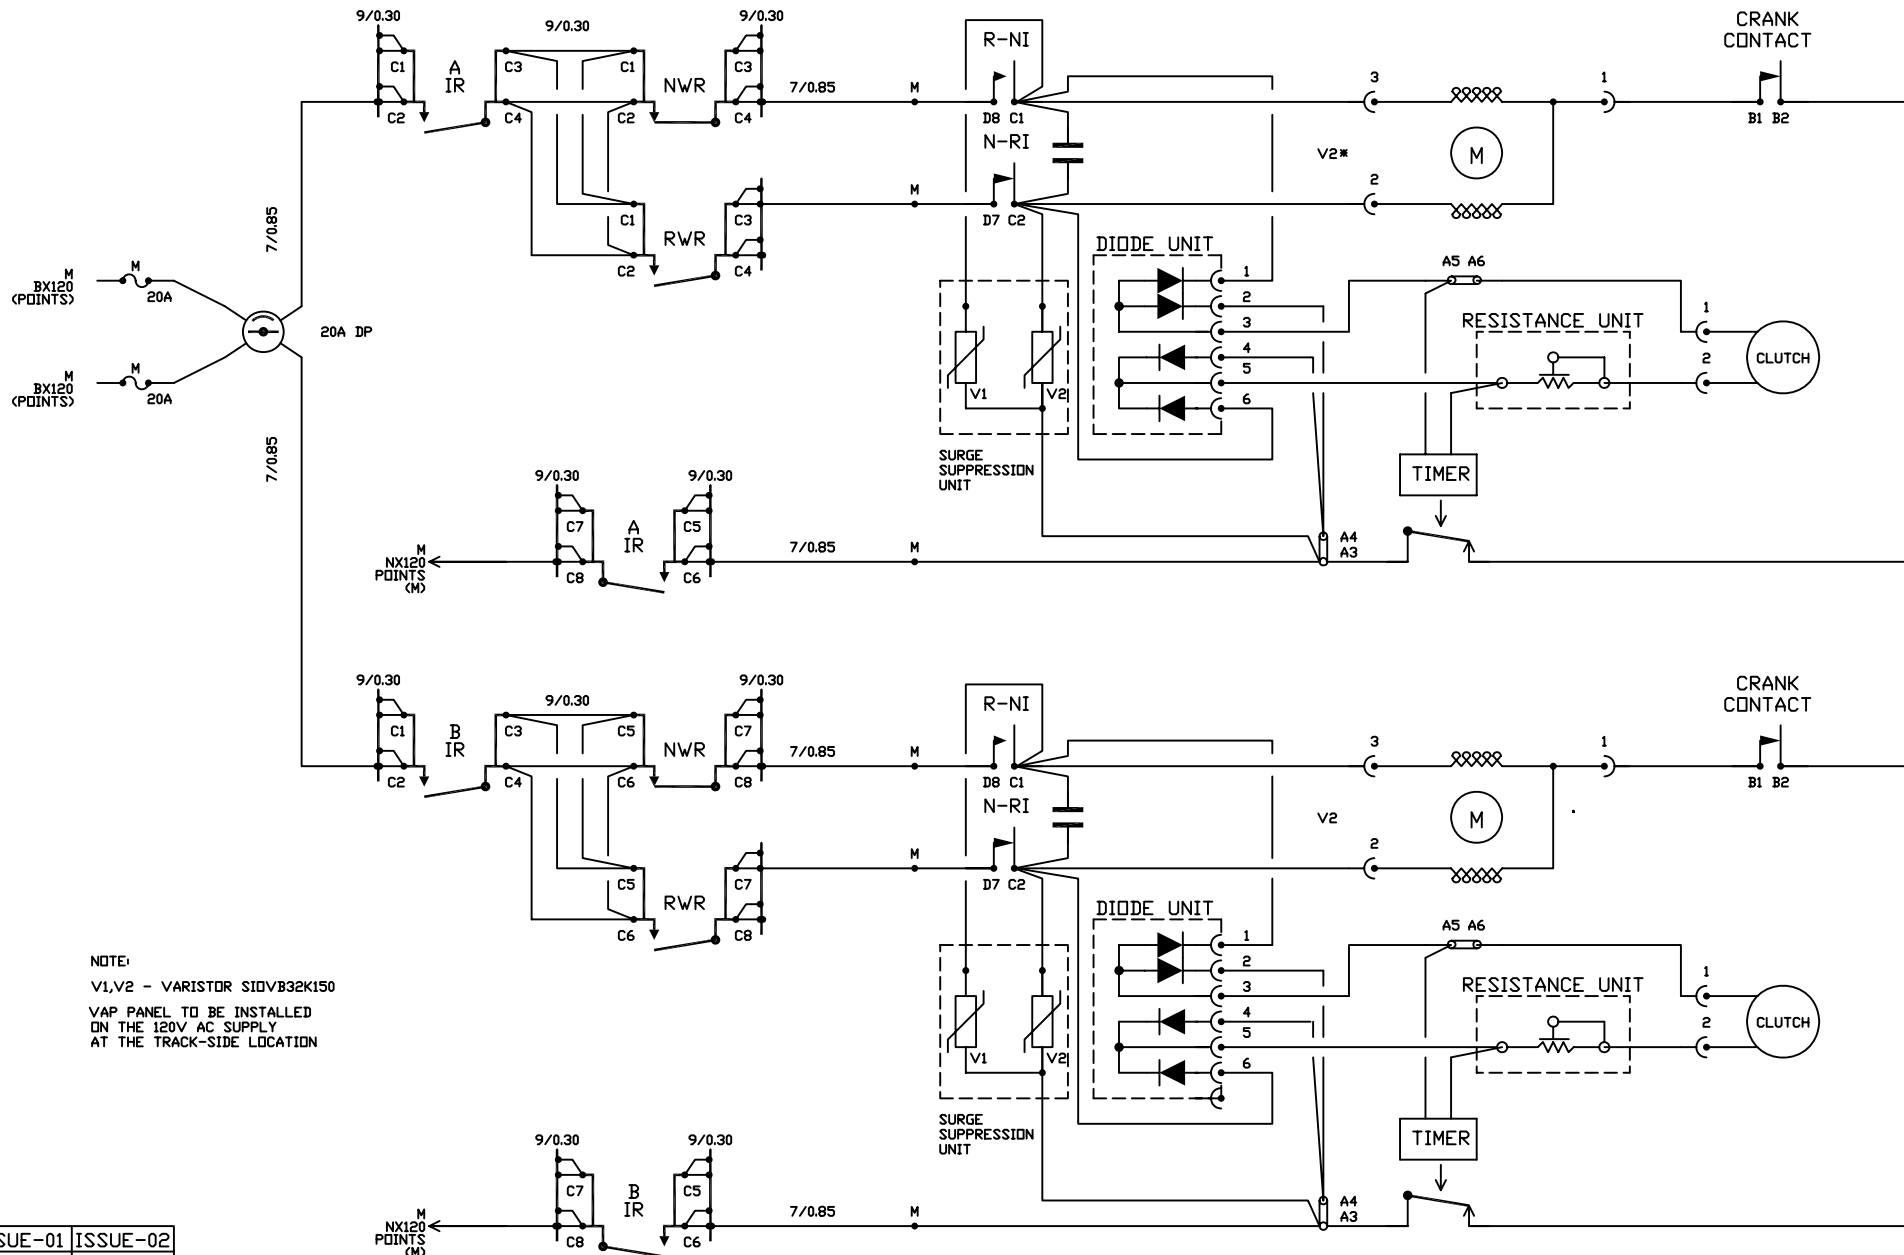 9/0.30
9/0.30
9/0.30
C1
A
IR
C3
C1
NWR
C3
C2
C4
C2
C4
7/0.85
M
R-NI
D8 C1
N-RI
3
1
CRANK
CONTACT
B1 B2
V2*
M
2
C1
RWR
C3
C2
C4
M
D7 C2
7/0.85
M
BX120
(POINTS)
M
20A
20A DP
M
BX120
(POINTS)
M
20A
7/0.85
DIODE UNIT
1
2
3
4
5
6
V1
V2
SURGE
SUPPRESSION
UNIT
A5 A6
RESISTANCE UNIT
1
2
CLUTCH
TIMER
9/0.30
9/0.30
C7
A
IR
C5
C8
C6
M
NX120
POINTS
(M)
7/0.85
M
A4
A3
9/0.30
9/0.30
9/0.30
C1
B
IR
C3
C5
NWR
C7
C2
C4
C6
C8
7/0.85
M
R-NI
D8 C1
N-RI
3
1
CRANK
CONTACT
B1 B2
V2
M
2
C5
RWR
C7
C6
C8
M
D7 C2
DIODE UNIT
1
2
3
4
5
6
V1
V2
SURGE
SUPPRESSION
UNIT
A5 A6
RESISTANCE UNIT
1
2
CLUTCH
TIMER
NOTE:
V1,V2 - VARISTOR SIOVB32K150
VAP PANEL TO BE INSTALLED
ON THE 120V AC SUPPLY
AT THE TRACK-SIDE LOCATION
9/0.30
9/0.30
C7
B
IR
C5
C8
C6
M
NX120
POINTS
(M)
7/0.85
M
A4
A3
SUE-01
ISSUE-02